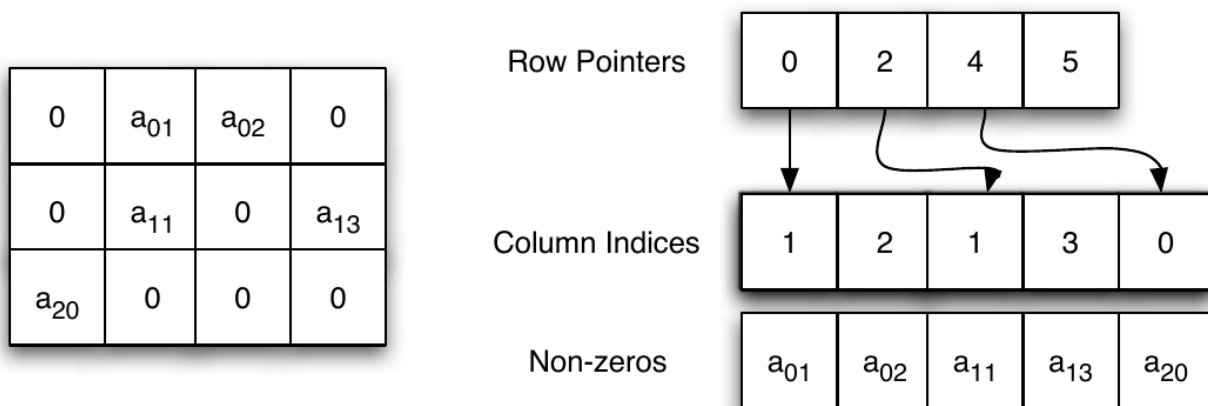 0 a₀₁ a₀₂ 0
0 a₁₁ 0 a₁₃
a₂₀ 0 0 0
Row Pointers 0 2 4 5
Column Indices 1 2 1 3 0
Non-zeros a₀₁ a₀₂ a₁₁ a₁₃ a₂₀